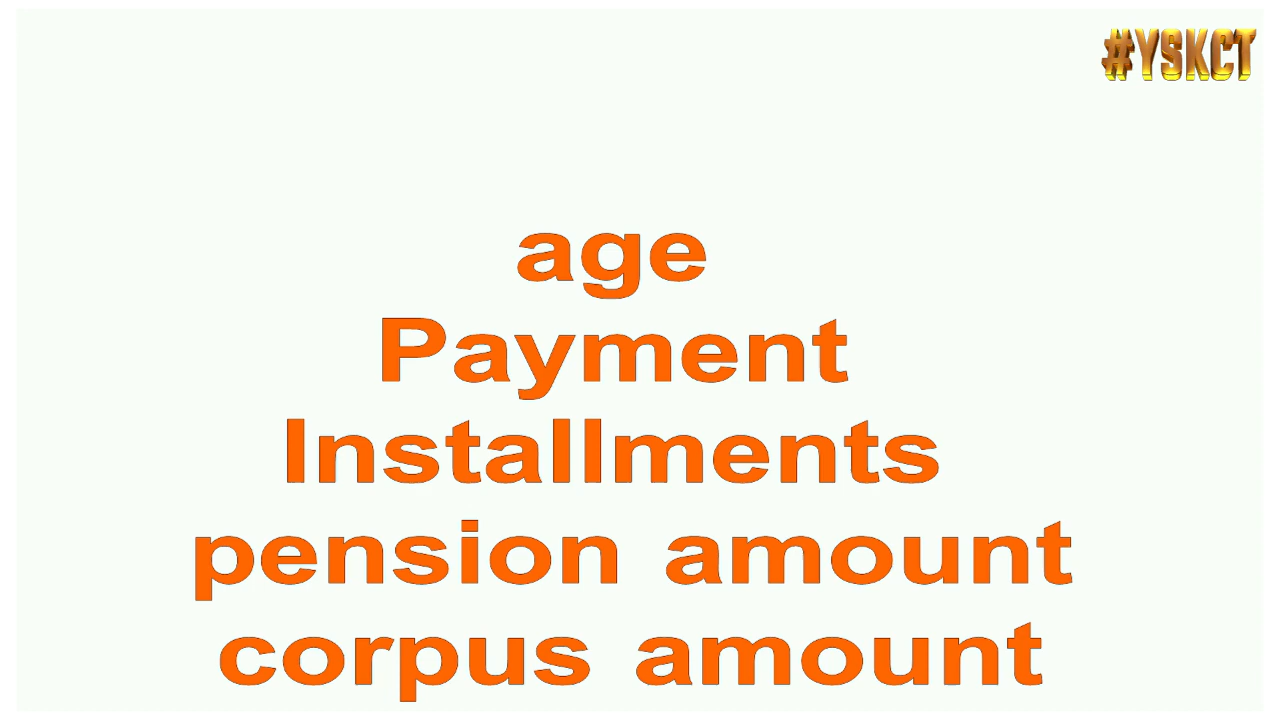 #YSKCT
age
Payment
Installments
pension amount
corpus amount